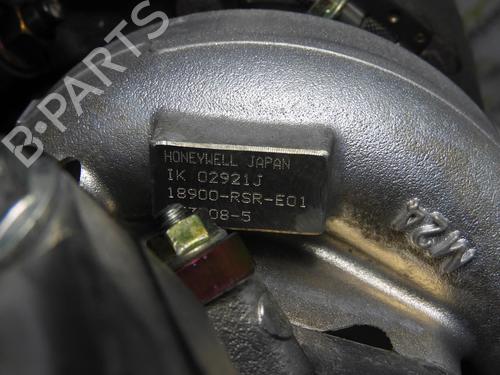 B-PARTS
HONEYWELL JAPAN
IK 02921J
18900-RSR-E01
08-5
M24